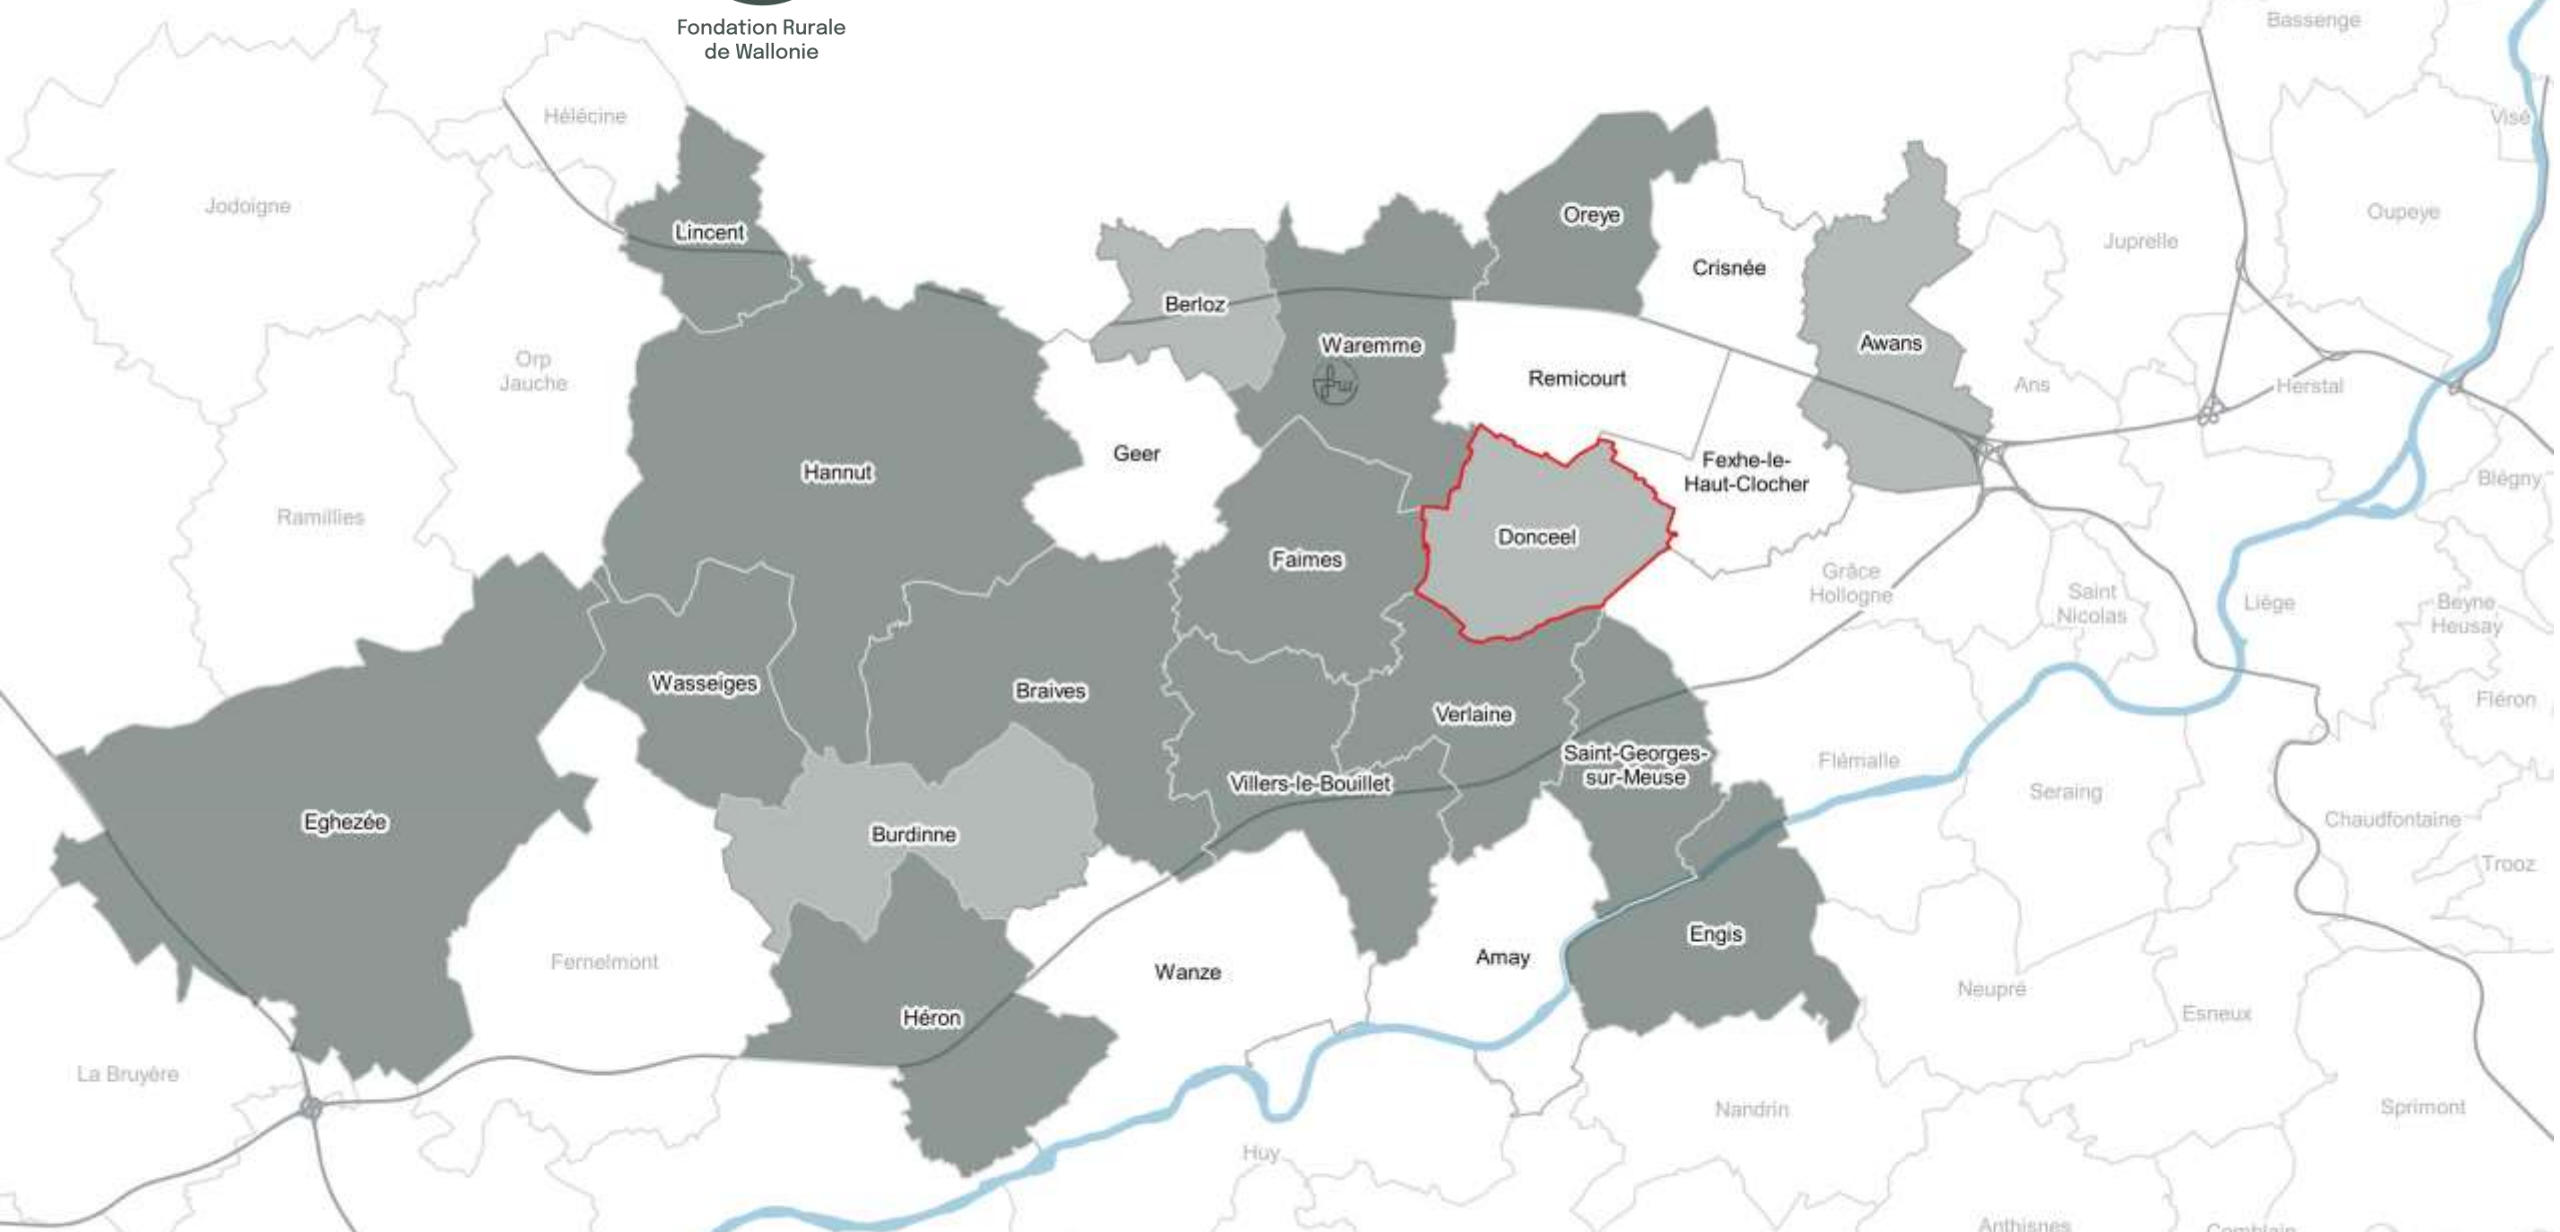 Fondation Rurale
de Wallonie
Bassenge
Hélécine
Visé
Jodoigne
Lincent
Oreye
Oupeye
Juprelle
Crisnée
Berloz
Waremme
Awans
Orp
Jauche
Remicourt
Ans
Herstal
Geer
Hannut
Fexhe-le-
Haut-Clocher
Blégny
Ramillies
Donceel
Faimes
Grâce
Hollogne
Saint
Nicolas
Liège
Beyne
Heusay
Wasseiges
Braives
Fléron
Verlaine
Saint-Georges-
sur-Meuse
Flémalle
Villers-le-Bouillet
Seraing
Eghezée
Burdinne
Chaudfontaine
Trooz
Engis
Fernelmont
Amay
Wanze
Neupré
Héron
Esneux
La Bruyère
Nandrin
Sprimont
Huy
Anthisnes
Comblain